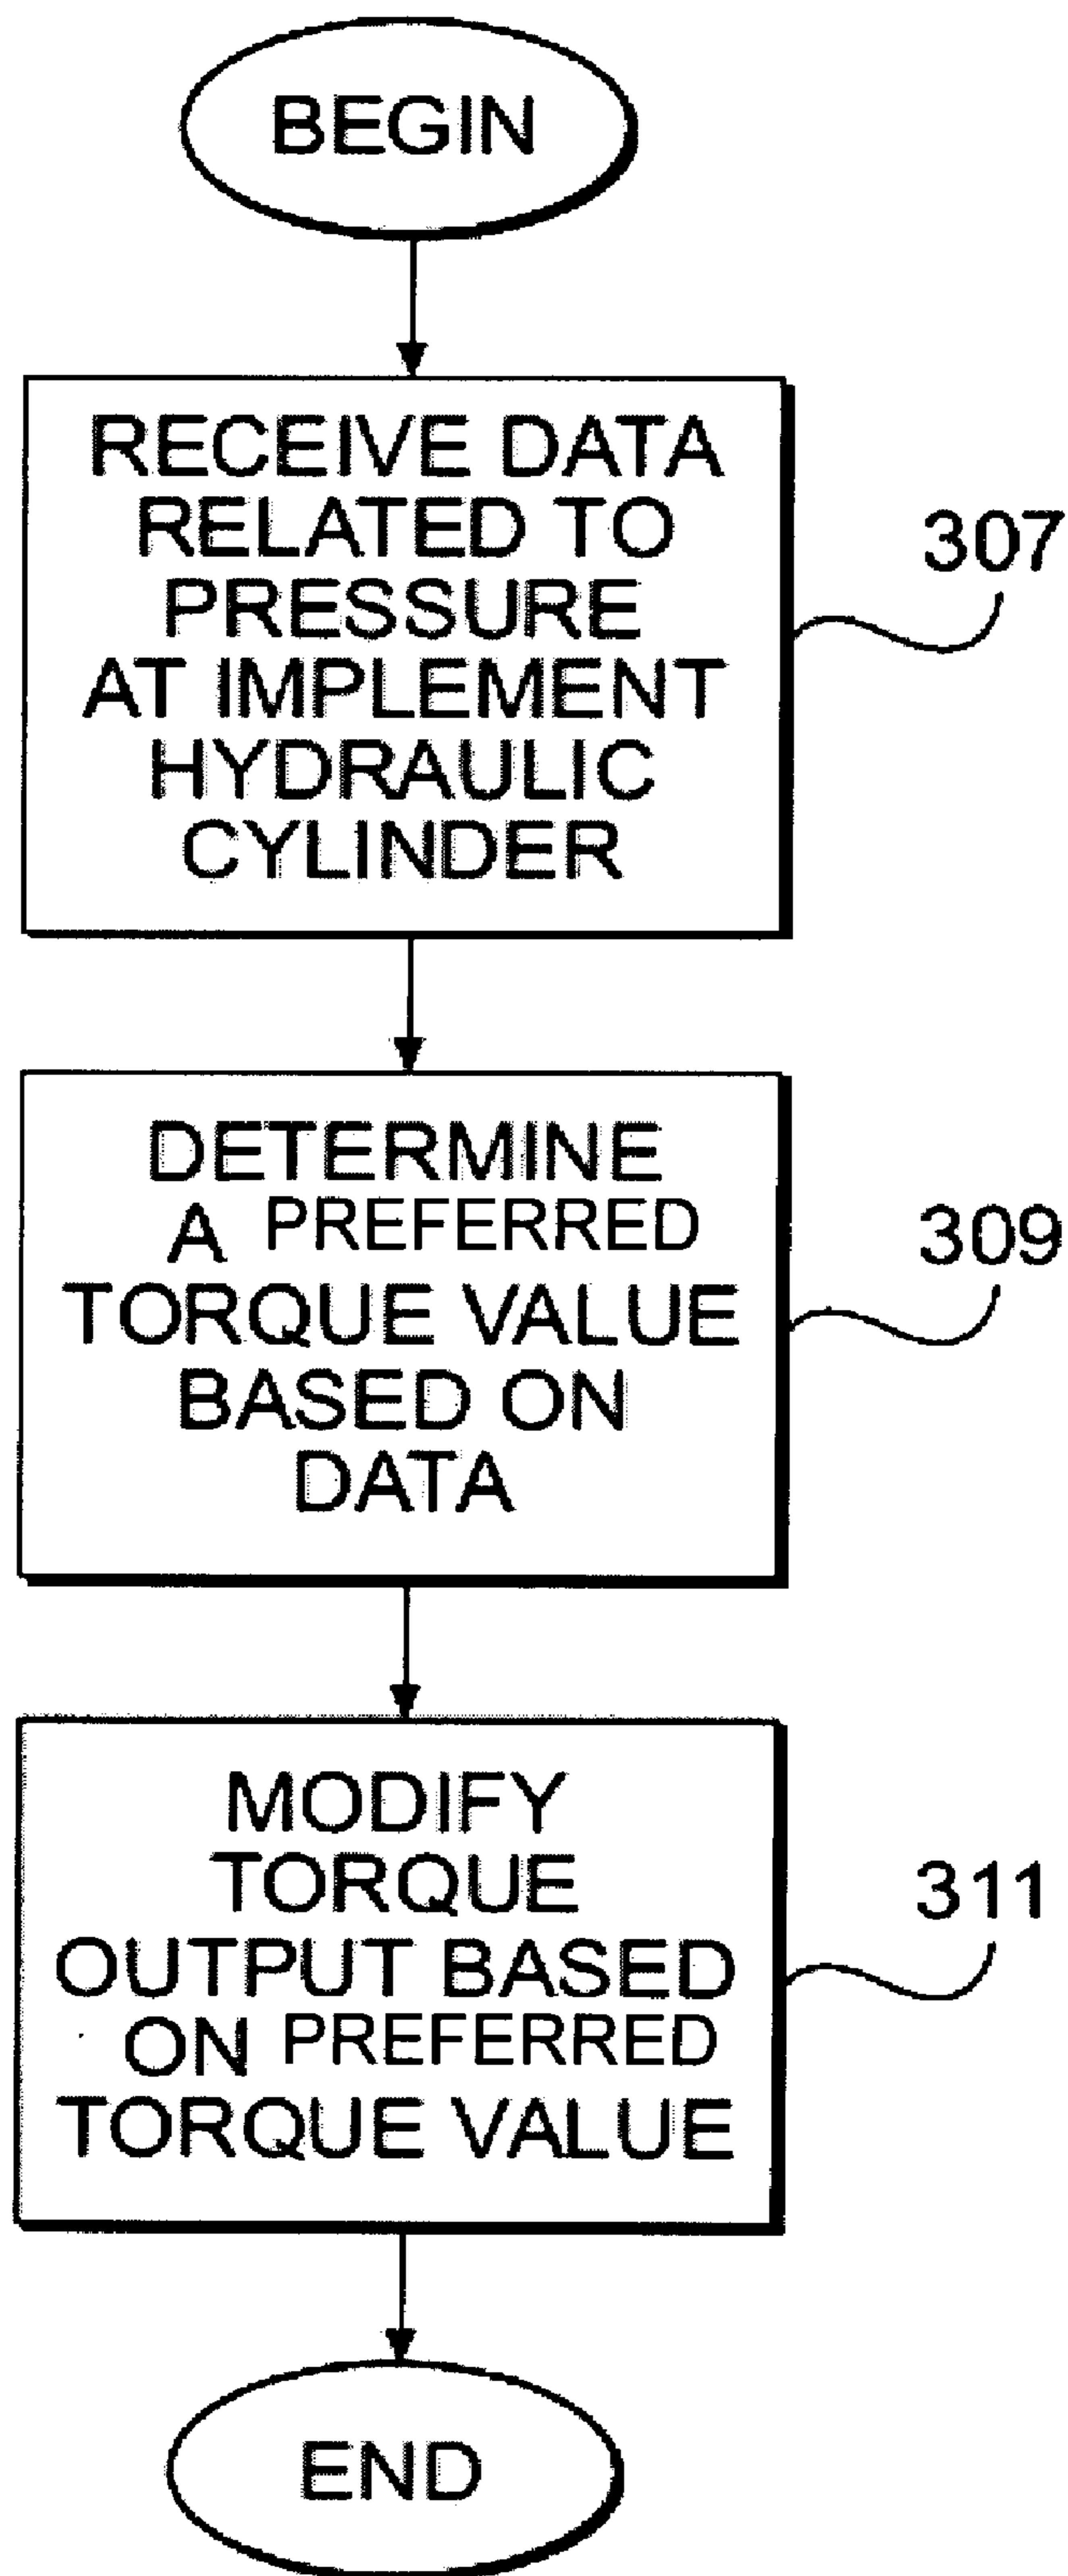 BEGIN
RECEIVE DATA
RELATED TO
PRESSURE
AT IMPLEMENT
HYDRAULIC
CYLINDER
307
DETERMINE
A PREFERRED
TORQUE VALUE
BASED ON
DATA
309
MODIFY
TORQUE
OUTPUT BASED
ON PREFERRED
TORQUE VALUE
311
END